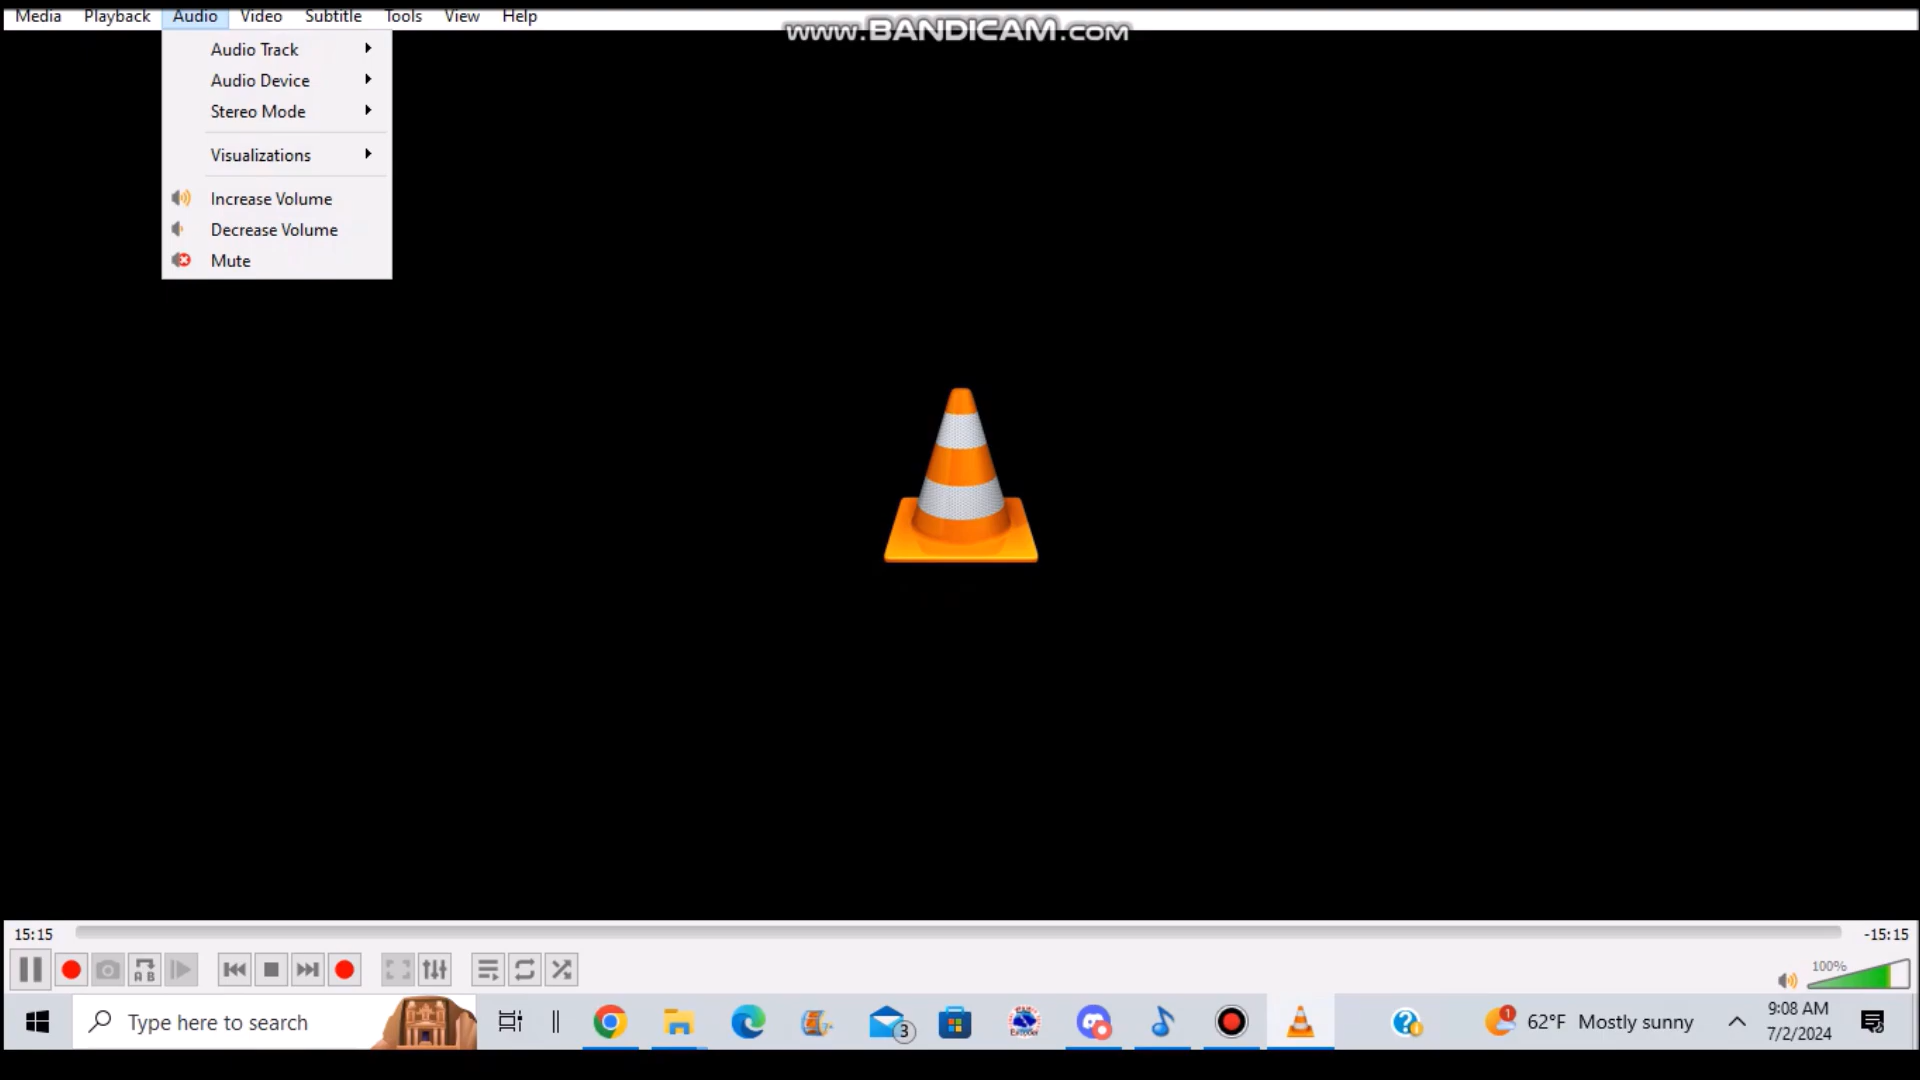 Media Playback Audio Video Subtitle Tools View Help
www.BANDICAM.com
Audio Track
Audio Device
Stereo Mode
Visualizations
Increase Volume
Decrease Volume
Mute
15:15
-15:15
A B
100%
Type here to search
3
1
62°F Mostly sunny
9:08 AM
7/2/2024